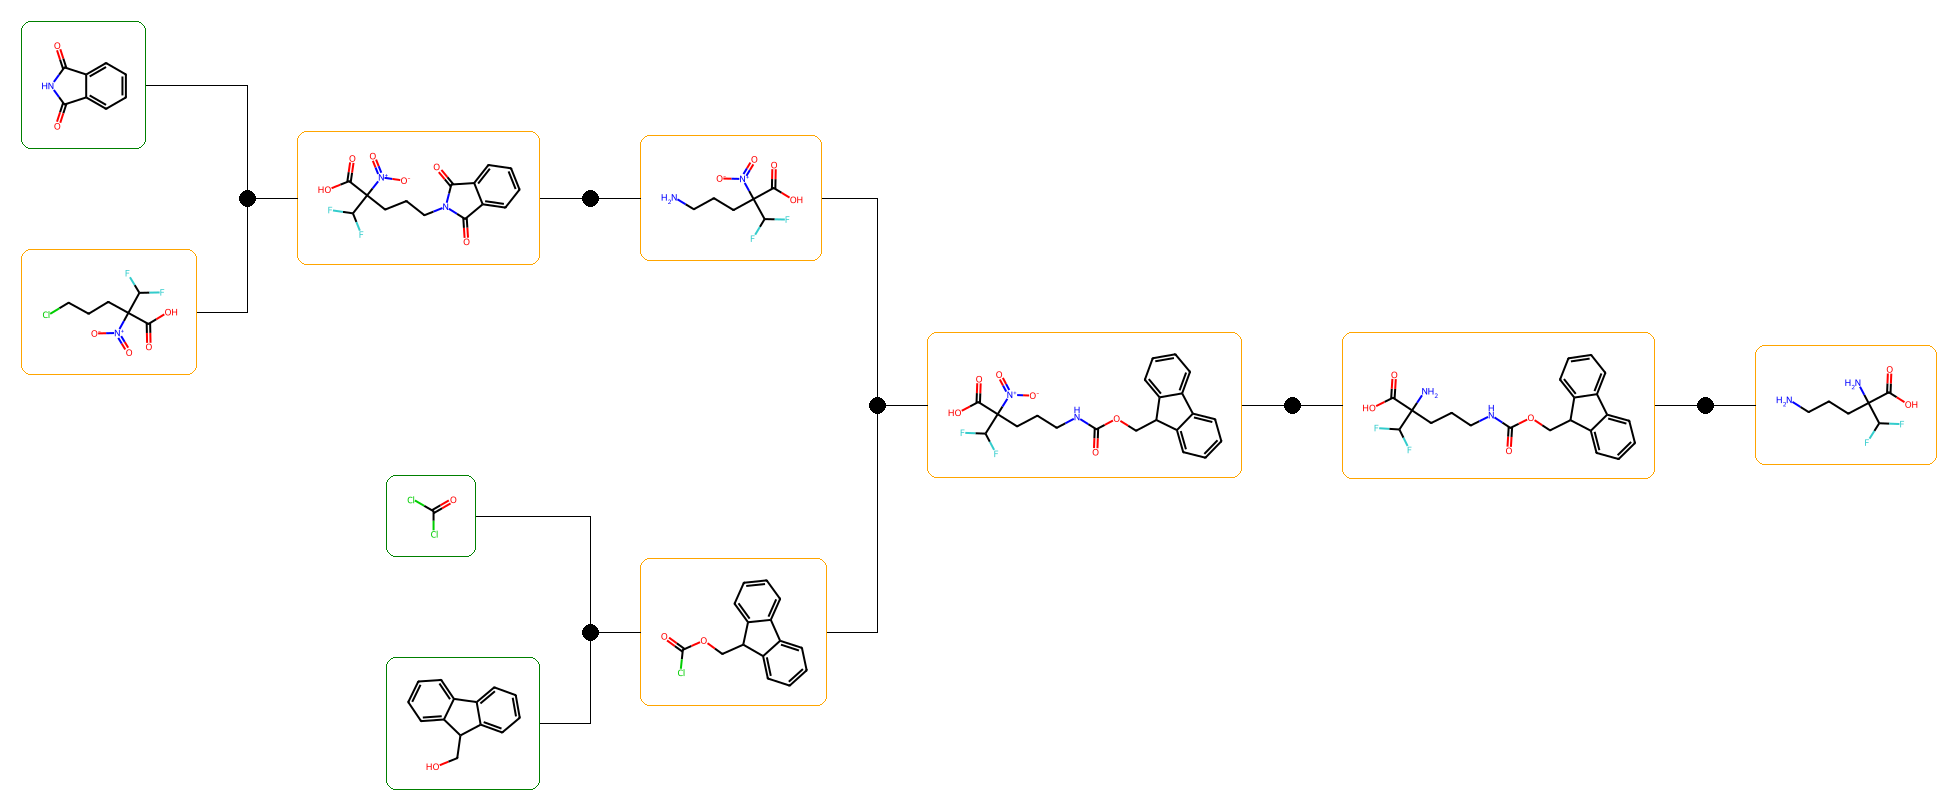 O
HN
O
O O
HO N⁺ O⁻
O
F N
F O
O O
O⁻ N⁺
H₂N OH
F
F
F F
Cl OH
O⁻ N⁺
O O
O O
HO N⁺ O⁻
H
N O
F
F O
O
HO NH₂
H
N O
F
F O
O
H₂N
H₂N OH
F
F
Cl O
Cl
O O
Cl
HO